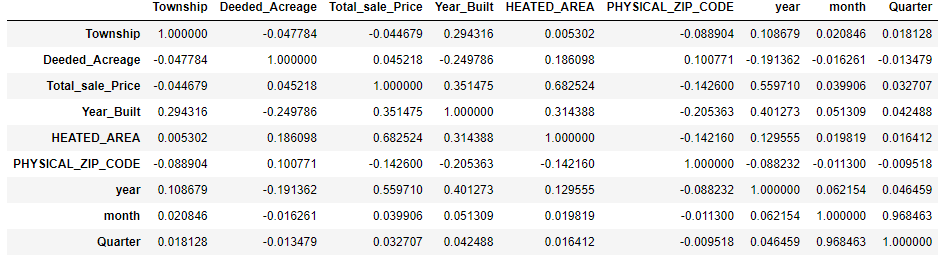 Township Deeded_Acreage Total_sale_Price Year_Built HEATED_AREA PHYSICAL_ZIP_CODE year month Quarter
Township 1.000000 -0.047784 -0.044679 0.294316 0.005302 -0.088904 0.108679 0.020846 0.018128
Deeded_Acreage -0.047784 1.000000 0.045218 -0.249786 0.186098 0.100771 -0.191362 -0.016261 -0.013479
Total_sale_Price -0.044679 0.045218 1.000000 0.351475 0.682524 -0.142600 0.559710 0.039906 0.032707
Year_Built 0.294316 -0.249786 0.351475 1.000000 0.314388 -0.205363 0.401273 0.051309 0.042488
HEATED_AREA 0.005302 0.186098 0.682524 0.314388 1.000000 -0.142160 0.129555 0.019819 0.016412
PHYSICAL_ZIP_CODE -0.088904 0.100771 -0.142600 -0.205363 -0.142160 1.000000 -0.088232 -0.011300 -0.009518
year 0.108679 -0.191362 0.559710 0.401273 0.129555 -0.088232 1.000000 0.062154 0.046459
month 0.020846 -0.016261 0.039906 0.051309 0.019819 -0.011300 0.062154 1.000000 0.968463
Quarter 0.018128 -0.013479 0.032707 0.042488 0.016412 -0.009518 0.046459 0.968463 1.000000